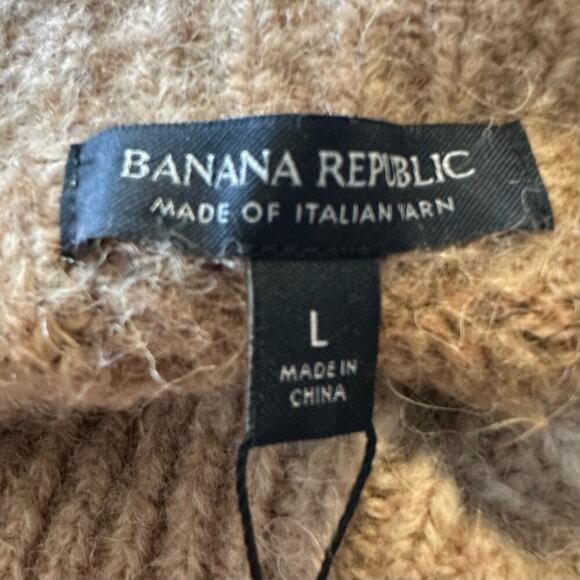 BANANA REPUBLIC
MADE OF ITALIAN YARN
L
MADE IN
CHINA